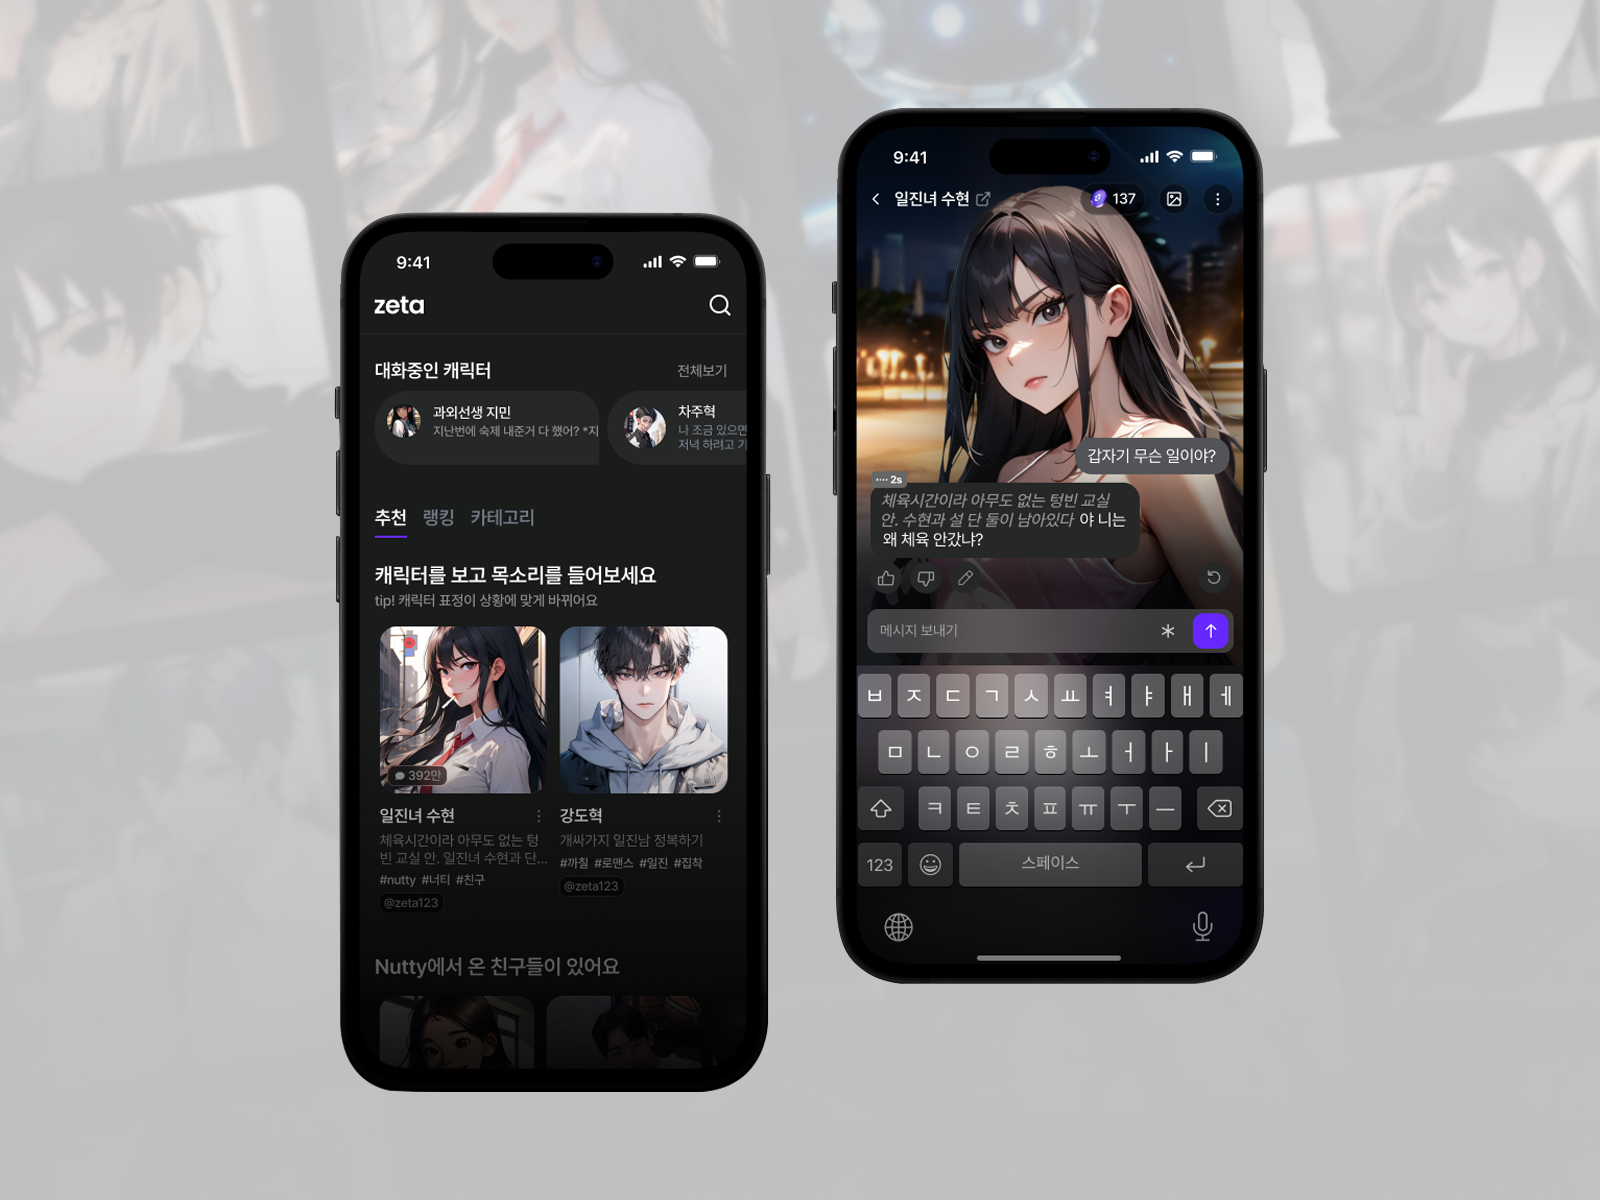 9:41
zeta
대화중인 캐릭터
전체보기
과외선생 지민
지난번에 숙제 내준거 다 했어? *지
차주혁
나 조금 있으면
저녁 하려고 기
추천 랭킹 카테고리
캐릭터를 보고 목소리를 들어보세요
tip! 캐릭터 표정이 상황에 맞게 바뀌어요
392만
일진녀 수현
체육시간이라 아무도 없는 텅
빈 교실 안. 일진녀 수현과 단...
#nutty #너티 #친구
@zeta123
강도혁
개싸가지 일진남 정복하기
#까칠 #로맨스 #일진 #집착
@zeta123
Nutty에서 온 친구들이 있어요
9:41
일진녀 수현
137
갑자기 무슨 일이야?
···· 2s
체육시간이라 아무도 없는 텅빈 교실
안. 수현과 설 단 둘이 남아있다 야 니는
왜 체육 안갔냐?
메시지 보내기
ㅂ ㅈ ㄷ ㄱ ㅅ ㅛ ㅕ ㅑ ㅐ ㅔ
ㅁ ㄴ ㅇ ㄹ ㅎ ㅗ ㅓ ㅏ ㅣ
ㅋ ㅌ ㅊ ㅍ ㅠ ㅜ ㅡ
123
스페이스